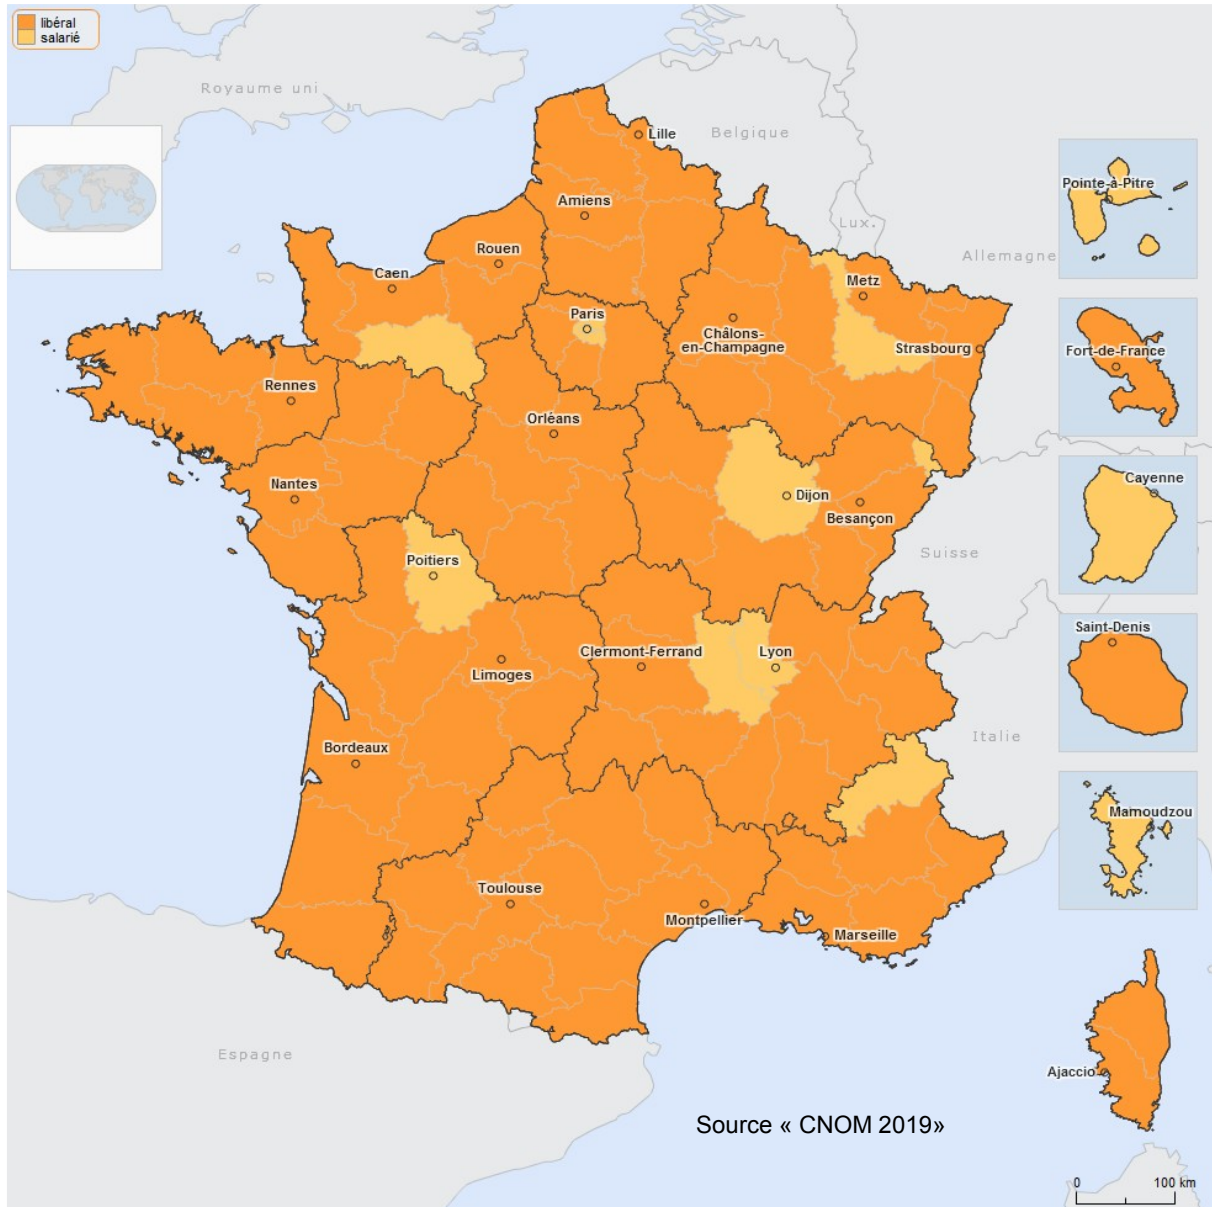 libéral
salarié
Royaume uni
Belgique
Lille
Pointe-à-Pitre
Amiens
Lux.
Rouen
Allemagne
Caen
Metz
Paris
Châlons-
en-Champagne
Strasbourg
Fort-de-France
Rennes
Orléans
Nantes
Dijon
Besançon
Cayenne
Suisse
Poitiers
Saint-Denis
Clermont-Ferrand
Lyon
Limoges
Italie
Bordeaux
Mamoudzou
Toulouse
Montpellier
Marseille
Espagne
Ajaccio
Source « CNOM 2019»
0 100 km